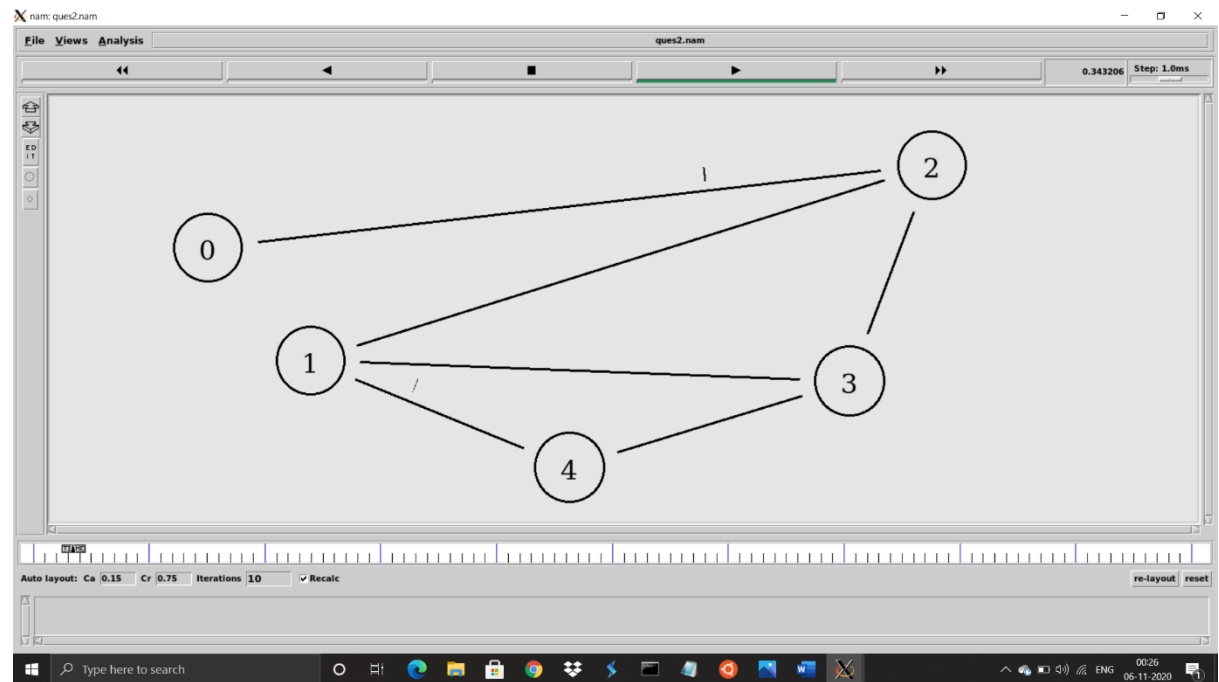 nam: ques2.nam
File Views Analysis ques2.nam
0.343206 Step: 1.0ms
ED
IT
2
0
1
3
4
TIME
Auto layout: Ca 0.15 Cr 0.75 Iterations 10 Recalc re-layout reset
Type here to search ENG 00:26
06-11-2020